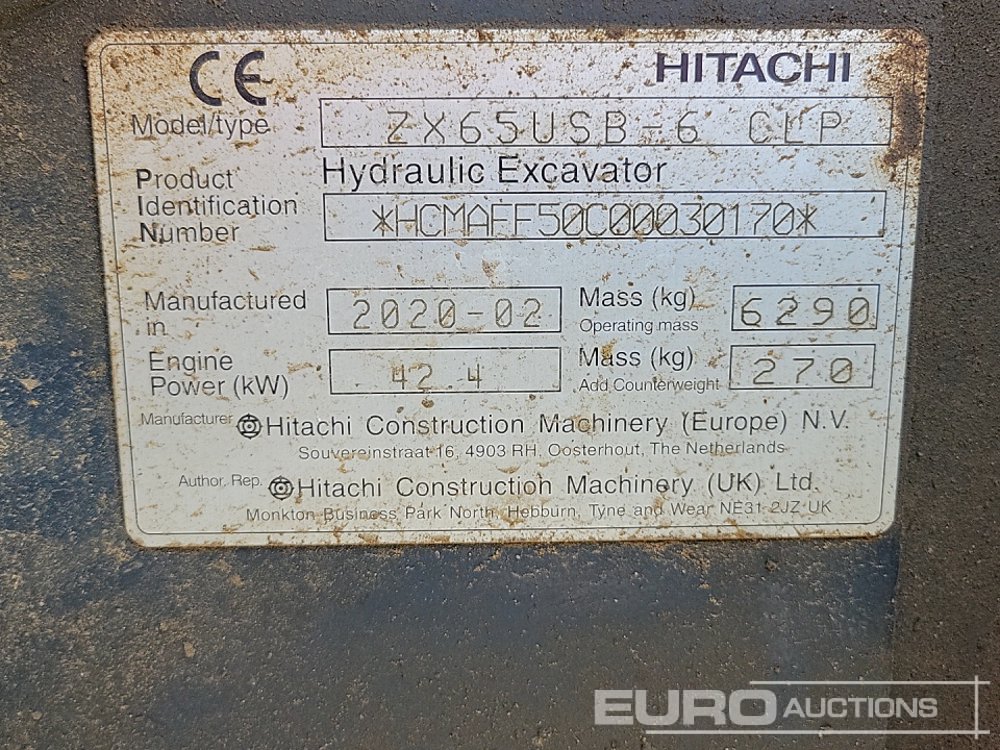 CE HITACHI
Model/type ZX65USB-6 CLP
Hydraulic Excavator
Product
Identification
Number *HCMAFF50C00030170*
Manufactured
in 2020-02
Mass (kg)
Operating mass 6290
Engine
Power (kW) 42.4
Mass (kg)
Add Counterweight 270
Manufacturer Hitachi Construction Machinery (Europe) N.V.
Souvereinstraat 16, 4903 RH, Oosterhout, The Netherlands
Author. Rep. Hitachi Construction Machinery (UK) Ltd.
Monkton Business Park North, Hebburn, Tyne and Wear NE31 2JZ UK
EURO AUCTIONS